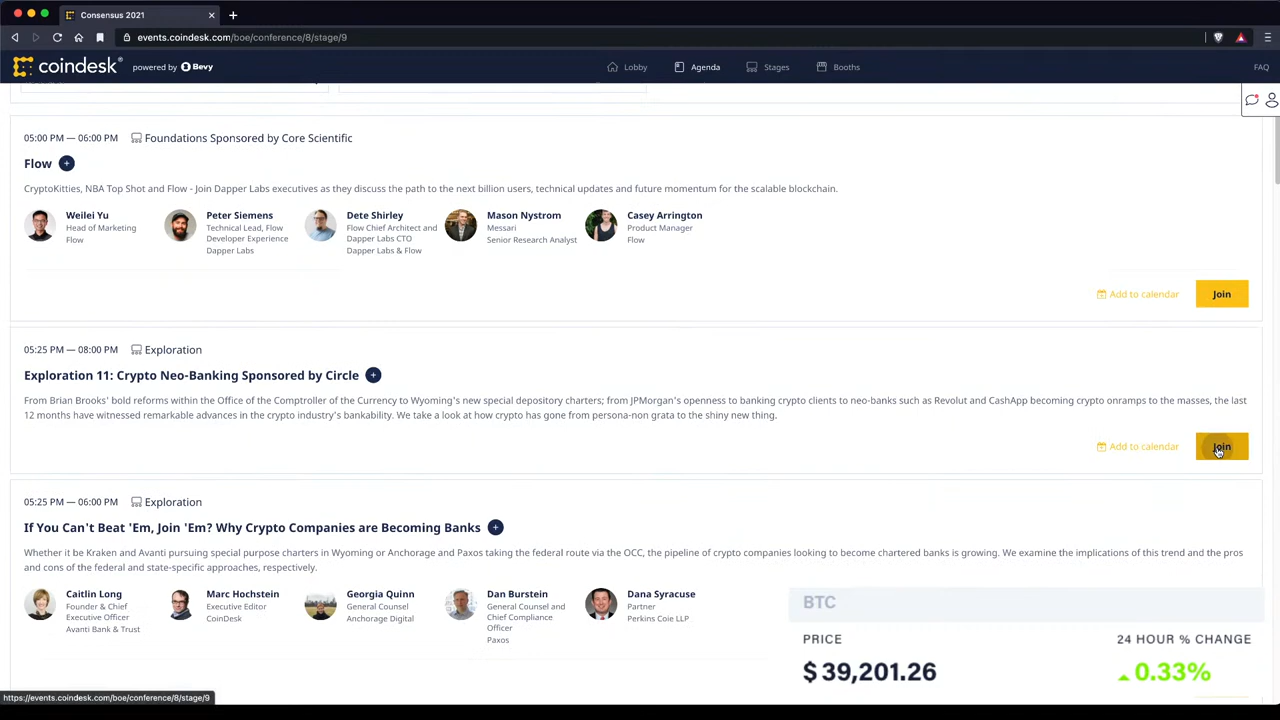 Consensus 2021
events.coindesk.com/boe/conference/8/stage/9
coindesk powered by Bevy Lobby Agenda Stages Booths FAQ
05:00 PM — 06:00 PM Foundations Sponsored by Core Scientific
Flow
CryptoKitties, NBA Top Shot and Flow - Join Dapper Labs executives as they discuss the path to the next billion users, technical updates and future momentum for the scalable blockchain.
Weilei Yu
Head of Marketing
Flow
Peter Siemens
Technical Lead, Flow
Developer Experience
Dapper Labs
Dete Shirley
Flow Chief Architect and
Dapper Labs CTO
Dapper Labs & Flow
Mason Nystrom
Messari
Senior Research Analyst
Casey Arrington
Product Manager
Flow
Add to calendar Join
05:25 PM — 08:00 PM Exploration
Exploration 11: Crypto Neo-Banking Sponsored by Circle
From Brian Brooks' bold reforms within the Office of the Comptroller of the Currency to Wyoming's new special depository charters; from JPMorgan's openness to banking crypto clients to neo-banks such as Revolut and CashApp becoming crypto onramps to the masses, the last
12 months have witnessed remarkable advances in the crypto industry's bankability. We take a look at how crypto has gone from persona-non grata to the shiny new thing.
Add to calendar Join
05:25 PM — 06:00 PM Exploration
If You Can't Beat 'Em, Join 'Em? Why Crypto Companies are Becoming Banks
Whether it be Kraken and Avanti pursuing special purpose charters in Wyoming or Anchorage and Paxos taking the federal route via the OCC, the pipeline of crypto companies looking to become chartered banks is growing. We examine the implications of this trend and the pros
and cons of the federal and state-specific approaches, respectively.
Caitlin Long
Founder & Chief
Executive Officer
Avanti Bank & Trust
Marc Hochstein
Executive Editor
CoinDesk
Georgia Quinn
General Counsel
Anchorage Digital
Dan Burstein
General Counsel and
Chief Compliance
Officer
Paxos
Dana Syracuse
Partner
Perkins Coie LLP
BTC
PRICE 24 HOUR % CHANGE
$39,201.26 0.33%
https://events.coindesk.com/boe/conference/8/stage/9